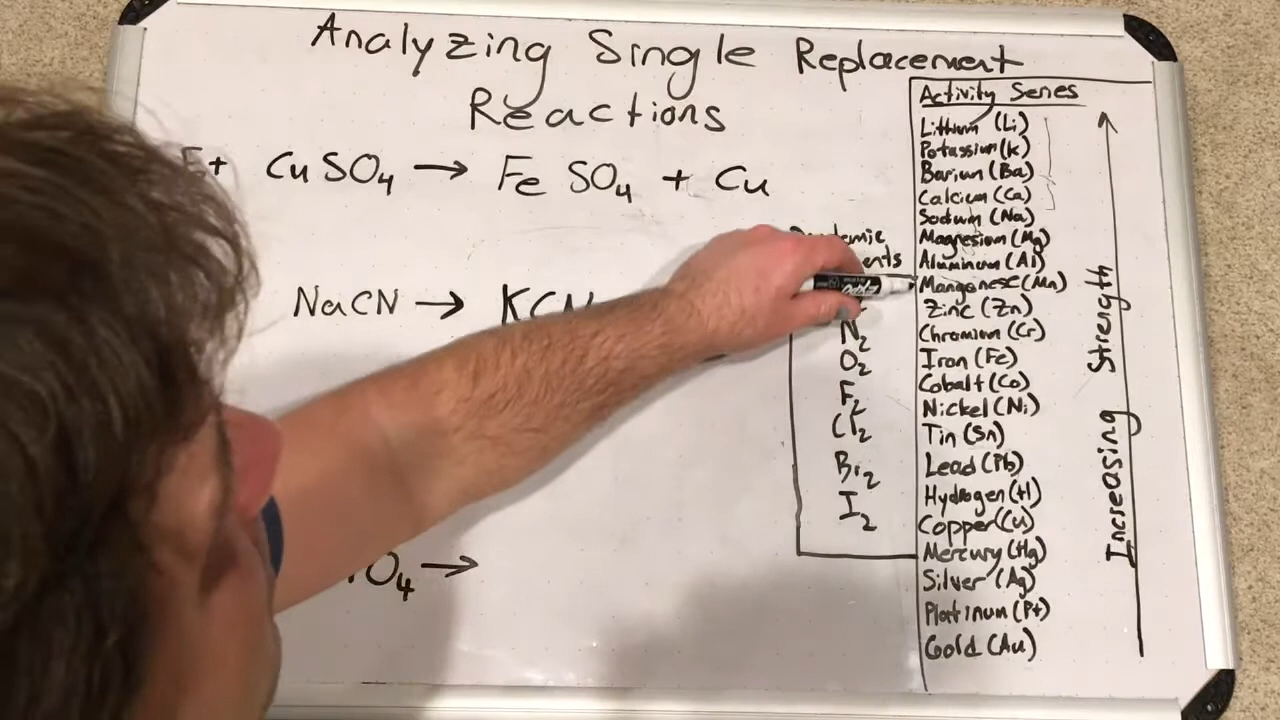 Analyzing Single Replacement
Reactions
+ CuSO₄ → FeSO₄ + Cu
NaCN → KCN
O₄ →
N₂
O₂
F₂
Cl₂
Br₂
I₂
Activity Series
Lithium (Li)
Potassium (K)
Barium (Ba)
Calcium (Ca)
Sodium (Na)
Magnesium (Mg)
Aluminum (Al)
Manganese (Mn)
Zinc (Zn)
Chromium (Cr)
Iron (Fe)
Cobalt (Co)
Nickel (Ni)
Tin (Sn)
Lead (Pb)
Hydrogen (H)
Copper (Cu)
Mercury (Hg)
Silver (Ag)
Platinum (Pt)
Gold (Au)
Increasing Strength